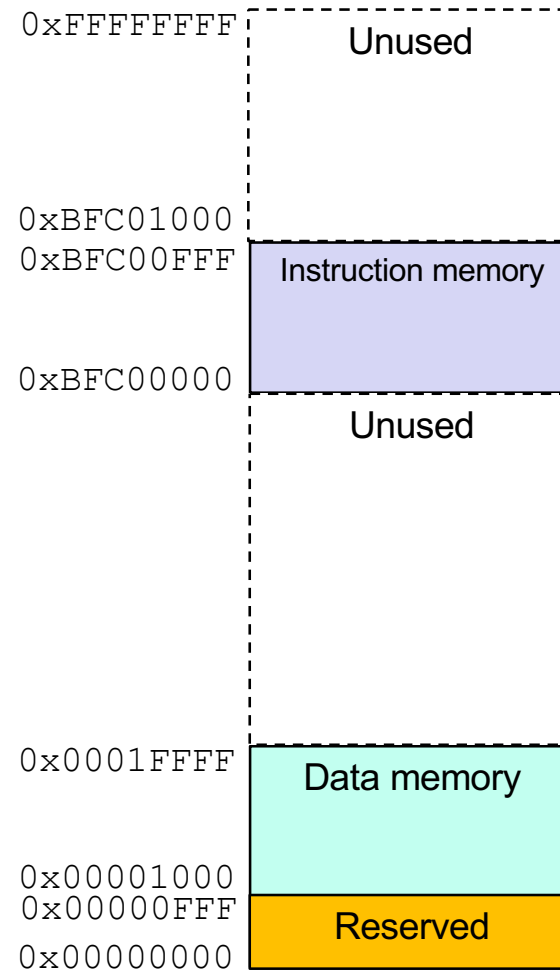 0xFFFFFFFF
Unused
0xBFC01000
0xBFC00FFF
Instruction memory
0xBFC00000
Unused
0x0001FFFF
Data memory
0x00001000
0x00000FFF
Reserved
0x00000000